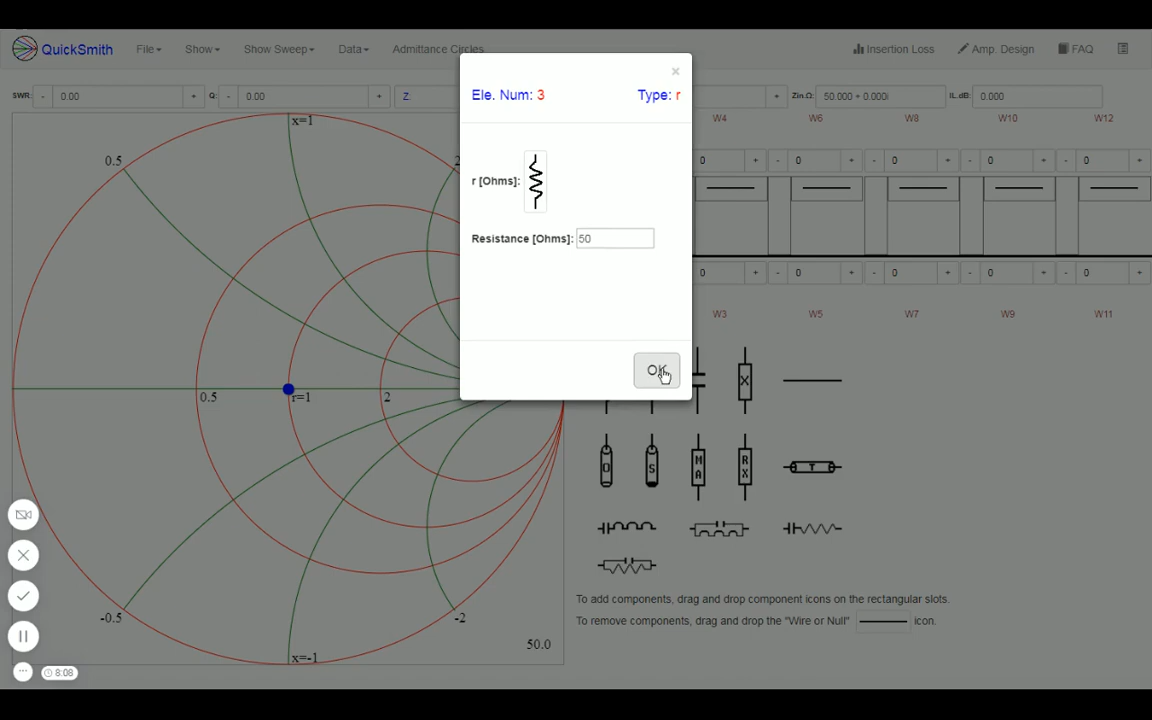 QuickSmith File Show Show Sweep Data Admittance Circles Insertion Loss Amp. Design FAQ
×
SWR: - 0.00 + Q: - 0.00 + Z: + Zin.Ω: 50.000 + 0.000i IL.dB: 0.000
Ele. Num: 3 Type: r
W4 W6 W8 W10 W12
x=1
0.5 2
0 + - 0 + - 0 + - 0 + - 0 +
r [Ohms]:
Resistance [Ohms]: 50
0 + - 0 + - 0 + - 0 + - 0 +
W3 W5 W7 W9 W11
OK
X
0.5 r=1 2
O S MA RX T
-0.5 -2
x=-1 50.0
To add components, drag and drop component icons on the rectangular slots.
To remove components, drag and drop the "Wire or Null" icon.
8:08